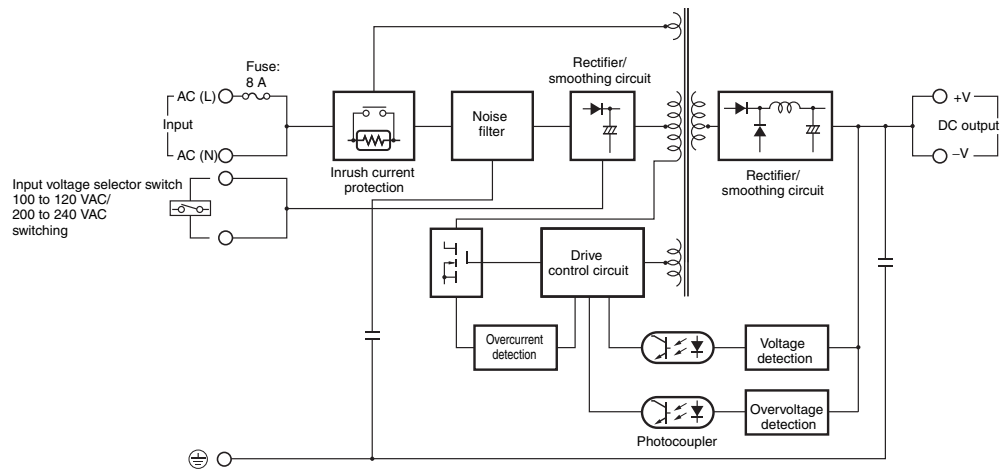 Fuse:
8 A
AC (L)
Input
AC (N)
Input voltage selector switch
100 to 120 VAC/
200 to 240 VAC
switching
Inrush current
protection
Noise
filter
Rectifier/
smoothing circuit
Rectifier/
smoothing circuit
+V
DC output
–V
Drive
control circuit
Overcurrent
detection
Voltage
detection
Overvoltage
detection
Photocoupler